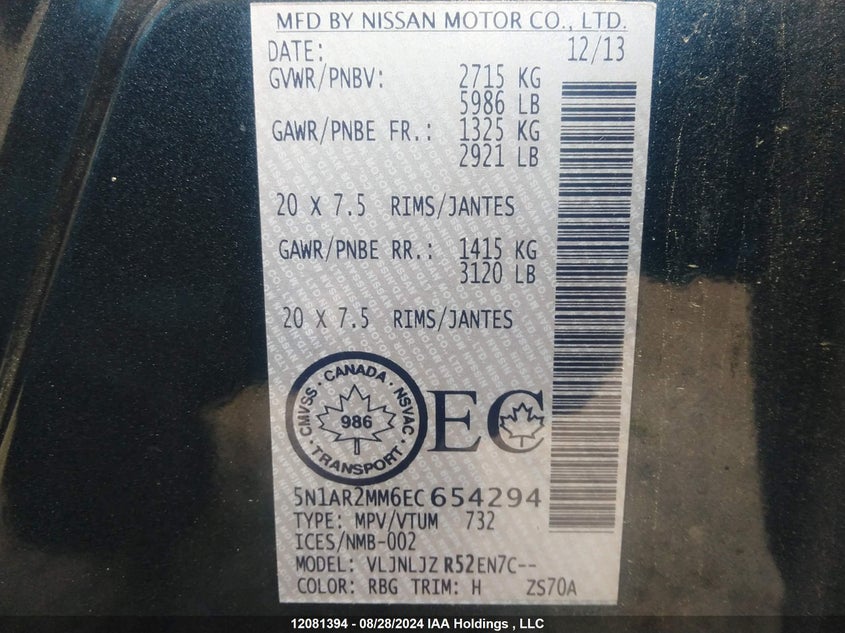 MFD BY NISSAN MOTOR CO., LTD.
DATE: 12/13
GVWR/PNBV: 2715 KG
5986 LB
GAWR/PNBE FR.: 1325 KG
2921 LB
20 X 7.5 RIMS/JANTES
GAWR/PNBE RR.: 1415 KG
3120 LB
20 X 7.5 RIMS/JANTES
CMVSS · CANADA · NSVAC · TRANSPORT ·
986
EC
5N1AR2MM6EC654294
TYPE: MPV/VTUM 732
ICES/NMB-002
MODEL: VLJNLJZ R52EN7C--
COLOR: RBG TRIM: H ZS70A
12081394 - 08/28/2024 IAA Holdings , LLC